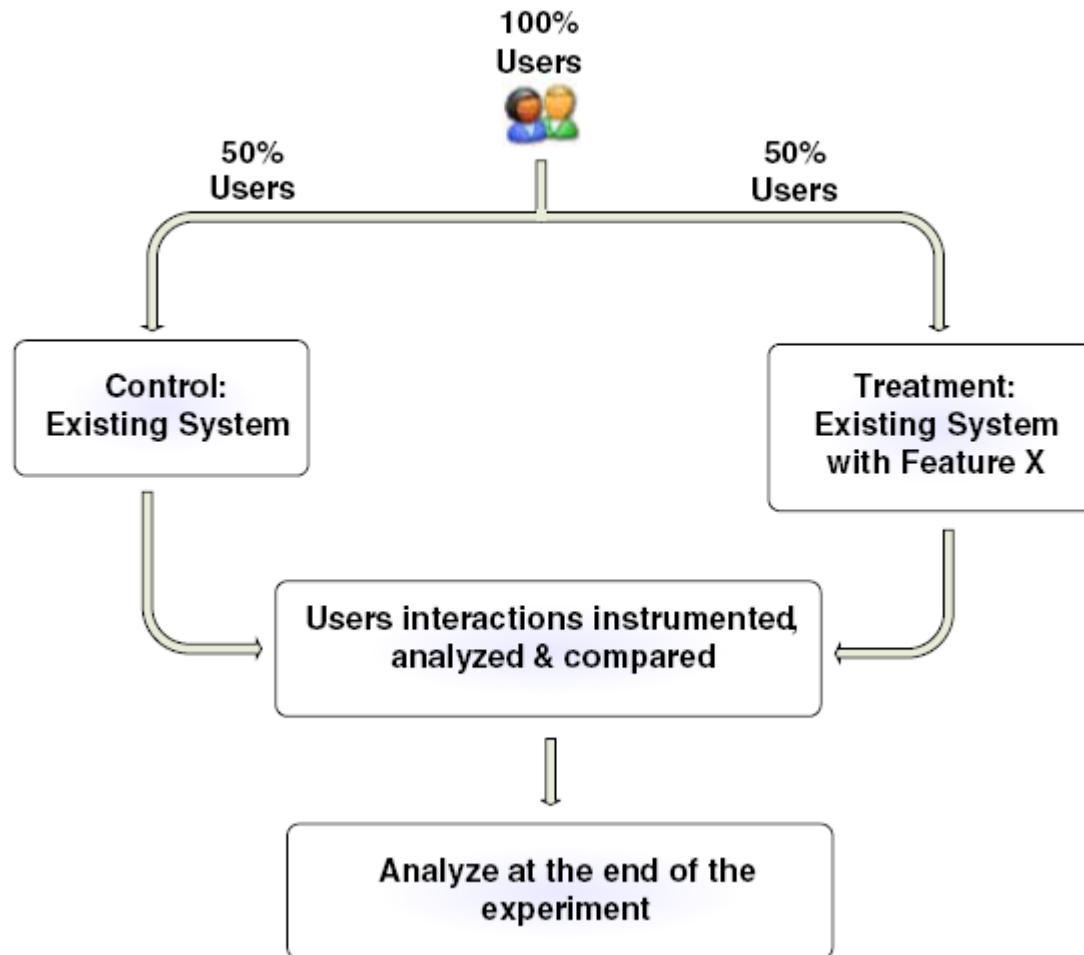 100%
Users
50%
Users
50%
Users
Control:
Existing System
Treatment:
Existing System
with Feature X
Users interactions instrumented,
analyzed & compared
Analyze at the end of the
experiment